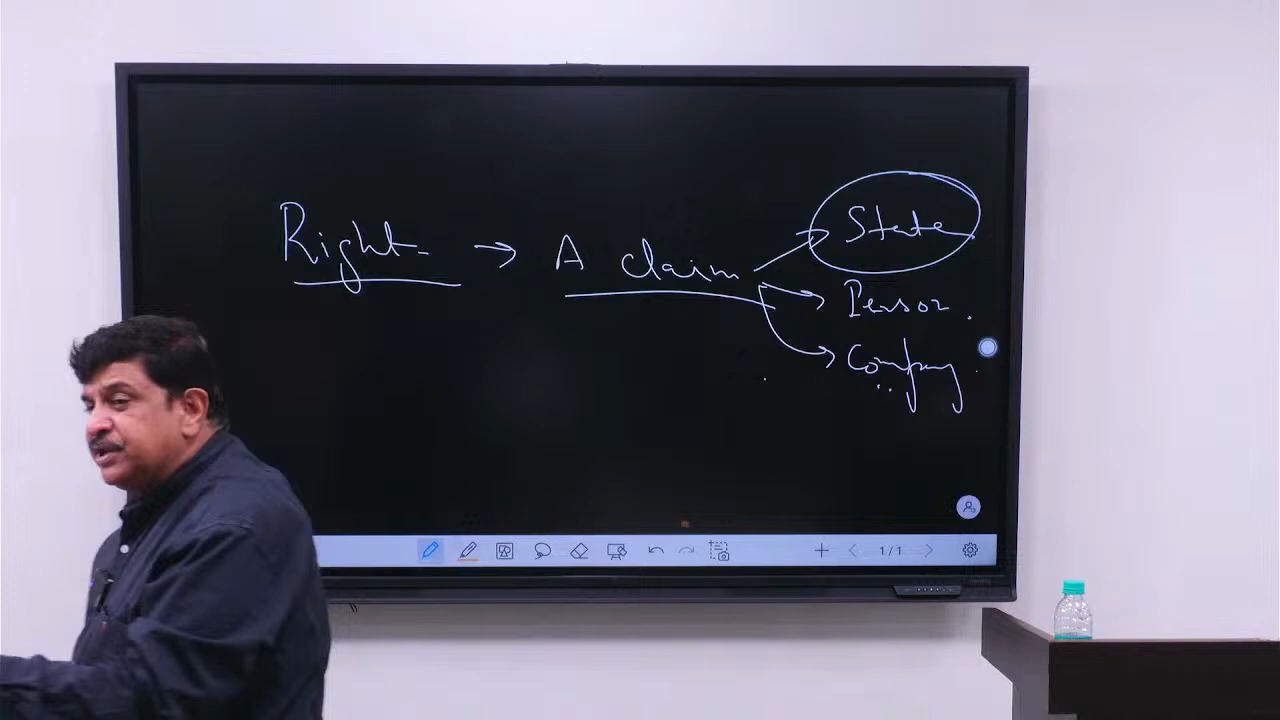 Right → A claim → State
→ Person
→ Company
1/1